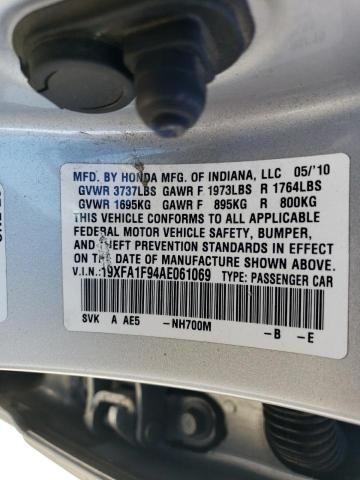 MFD. BY HONDA MFG. OF INDIANA, LLC 05/'10
GVWR 3737LBS GAWR F 1973LBS R 1764LBS
GVWR 1695KG GAWR F 895KG R 800KG
THIS VEHICLE CONFORMS TO ALL APPLICABLE
FEDERAL MOTOR VEHICLE SAFETY, BUMPER,
AND THEFT PREVENTION STANDARDS IN EFFECT
ON THE DATE OF MANUFACTURE SHOWN ABOVE.
V.I.N.: 19XFA1F94AE061069 TYPE: PASSENGER CAR
SVK A AE5 -NH700M -B -E